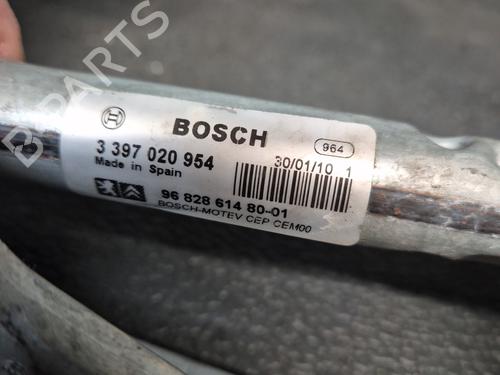 B PARTS
BOSCH
964
3 397 020 954
Made in Spain
30/01/10 1
96 828 614 80-01
BOSCH-MOTEV CEP CEM00